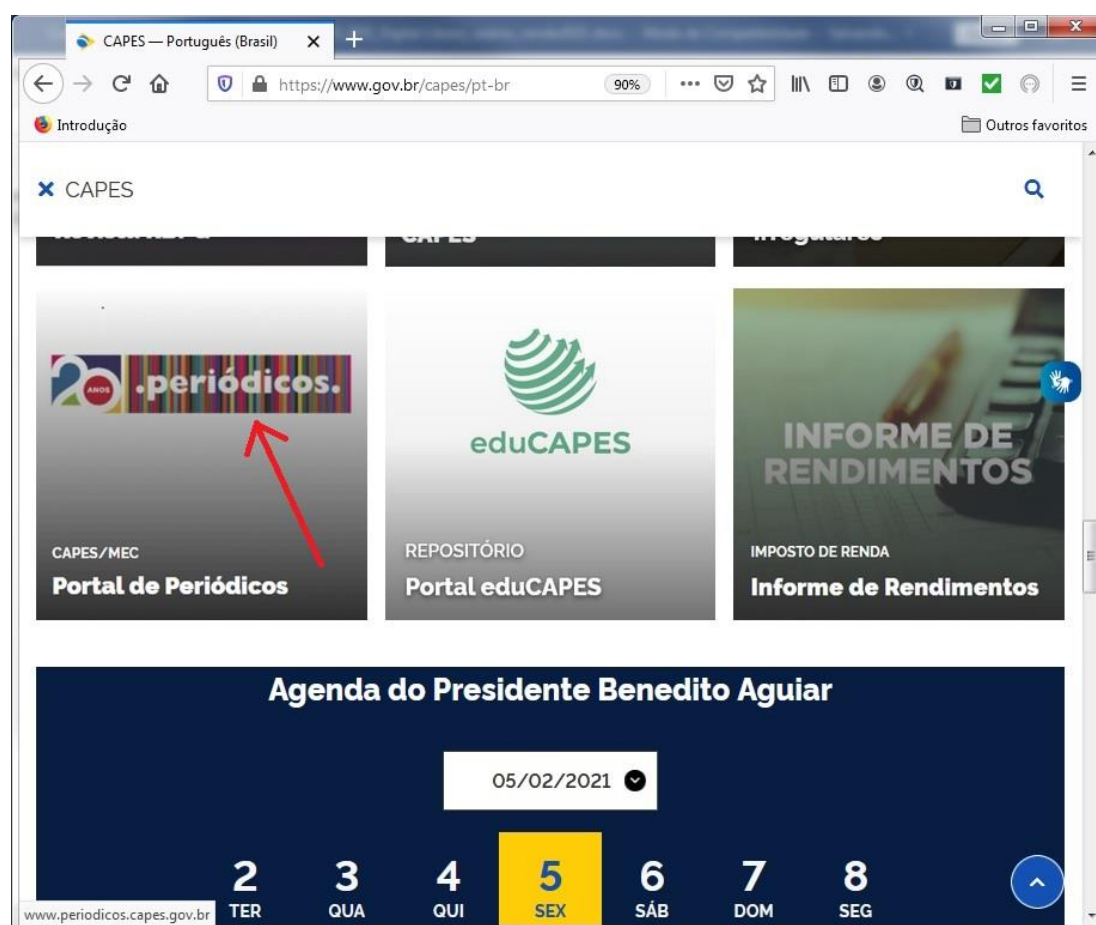 CAPES — Português (Brasil)
https://www.gov.br/capes/pt-br
90%
Introdução
Outros favoritos
CAPES
CAPES
Irregulares
20 ANOS .periódicos.
eduCAPES
INFORME DE
RENDIMENTOS
CAPES/MEC
Portal de Periódicos
REPOSITÓRIO
Portal eduCAPES
IMPOSTO DE RENDA
Informe de Rendimentos
Agenda do Presidente Benedito Aguiar
05/02/2021
2 3 4 5 6 7 8
TER QUA QUI SEX SÁB DOM SEG
www.periodicos.capes.gov.br